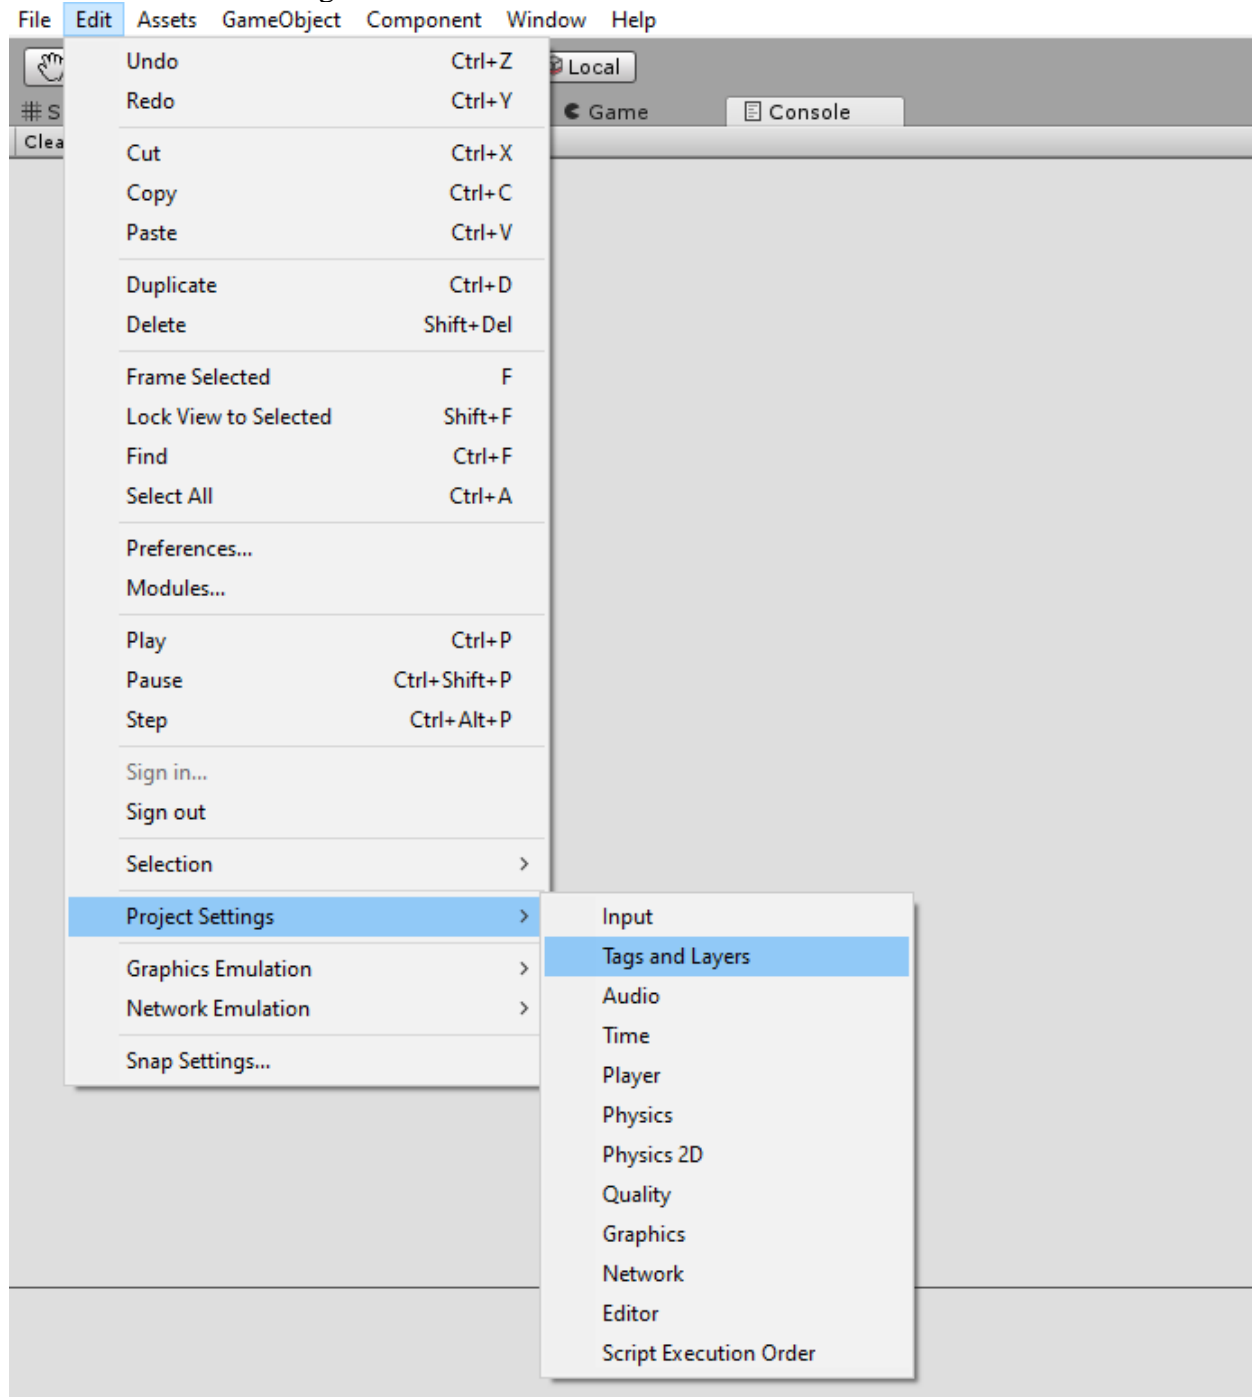 File Edit Assets GameObject Component Window Help
Undo Ctrl+Z
Local
Redo Ctrl+Y
# S
Game
Console
Clea
Cut Ctrl+X
Copy Ctrl+C
Paste Ctrl+V
Duplicate Ctrl+D
Delete Shift+Del
Frame Selected F
Lock View to Selected Shift+F
Find Ctrl+F
Select All Ctrl+A
Preferences...
Modules...
Play Ctrl+P
Pause Ctrl+Shift+P
Step Ctrl+Alt+P
Sign in...
Sign out
Selection >
Project Settings >
Graphics Emulation >
Network Emulation >
Snap Settings...
Input
Tags and Layers
Audio
Time
Player
Physics
Physics 2D
Quality
Graphics
Network
Editor
Script Execution Order